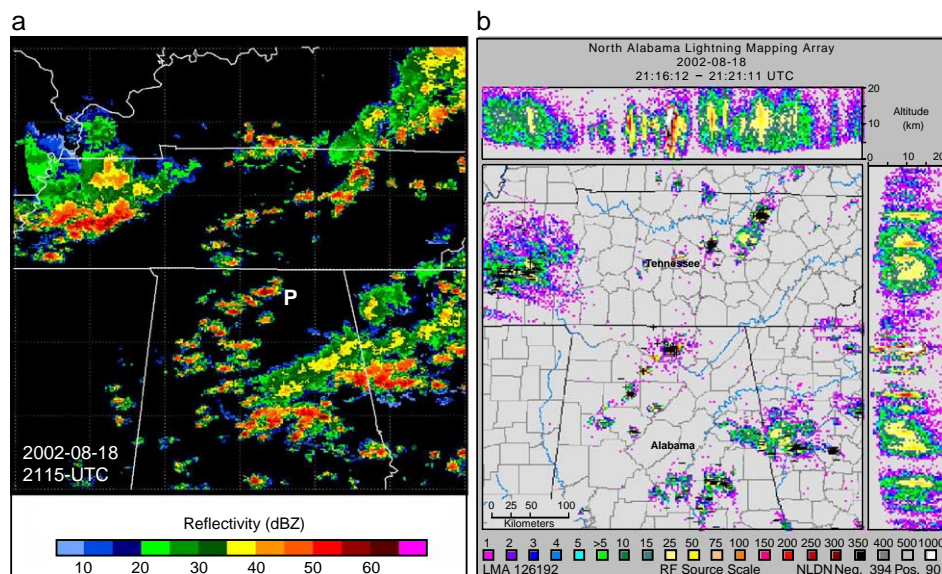 a
P
2002-08-18
2115-UTC
Reflectivity (dBZ)
10 20 30 40 50 60
b
North Alabama Lightning Mapping Array
2002-08-18
21:16:12 – 21:21:11 UTC
20
10
0
Altitude
(km)
0 10 20
Tennessee
Alabama
0 50 100
Kilometers
1 2 3 4 5 >5 10 15 25 50 75 100 150 200 250 300 350 400 500 1000
LMA 126192 RF Source Scale NLDN Neg. 394 Pos. 90